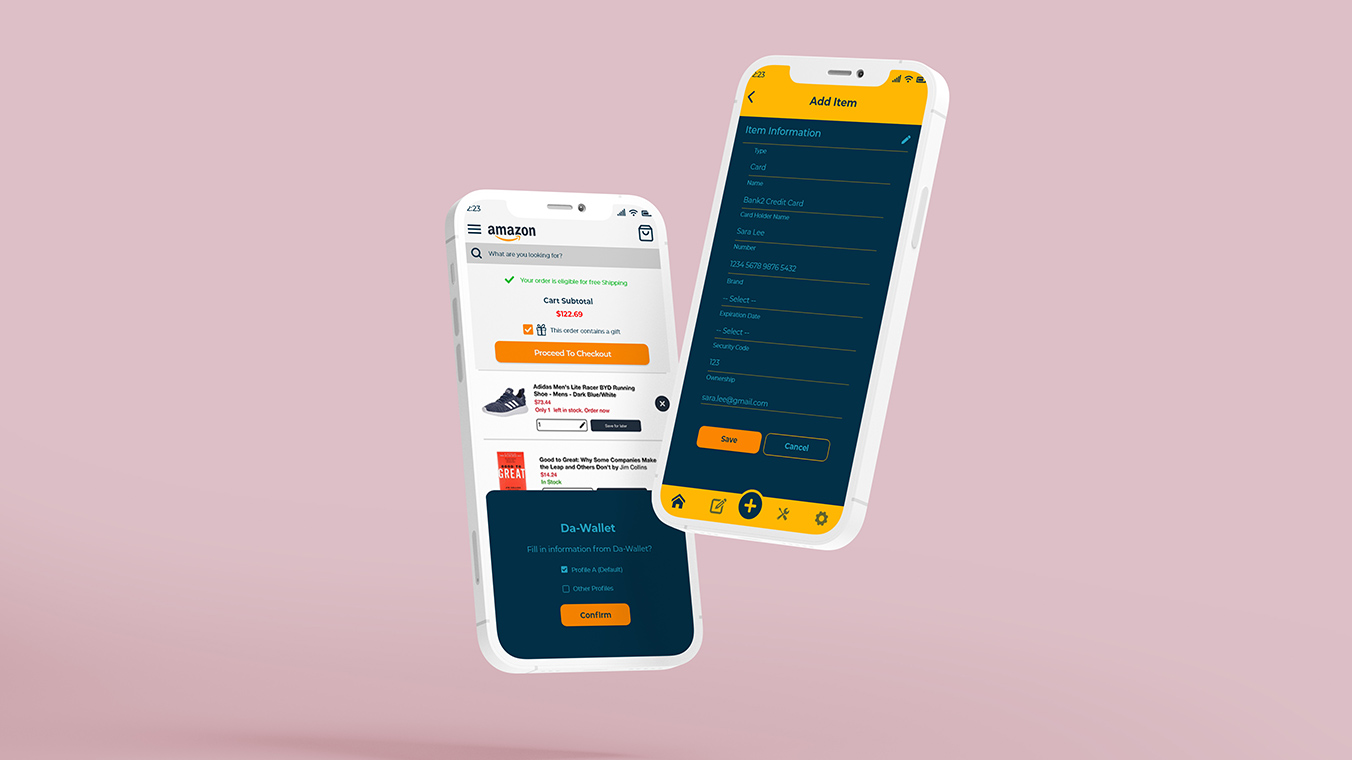 2:23
amazon
What are you looking for?
Your order is eligible for free Shipping
Cart Subtotal
$122.69
This order contains a gift
Proceed To Checkout
Adidas Men's Lite Racer BYD Running
Shoe - Mens - Dark Blue/White
$73.44
Only 1 left in stock. Order now
1
Save for later
GOOD TO
GREAT
Good to Great: Why Some Companies Make
the Leap and Others Don't by Jim Collins
$14.24
In Stock
Da-Wallet
Fill in information from Da-Wallet?
Profile A (Default)
Other Profiles
Confirm
2:23
Add Item
Item Information
Type
Card
Name
Bank2 Credit Card
Card Holder Name
Sara Lee
Number
1234 5678 9876 5432
Brand
-- Select --
Expiration Date
-- Select --
Security Code
123
Ownership
sara.lee@gmail.com
Save
Cancel